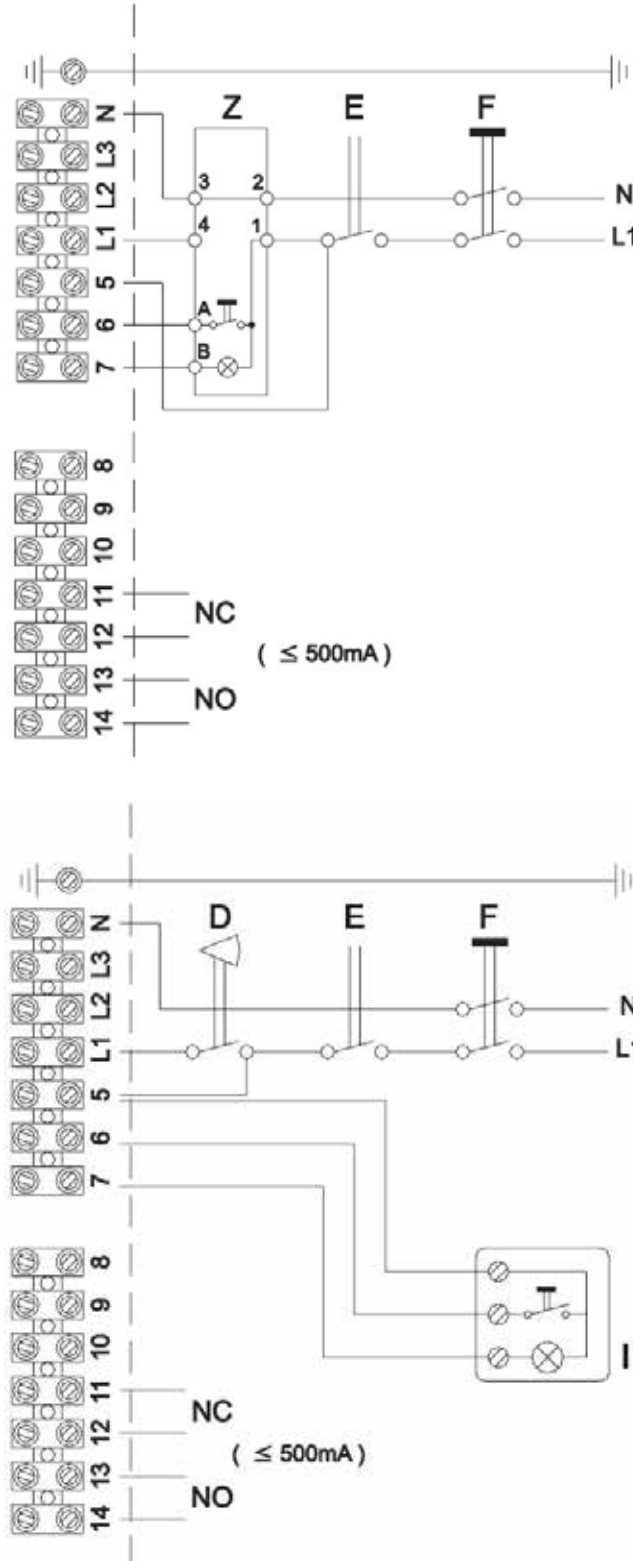 Z E F
N
L3
L2 3 2 N
L1 4 1 L1
5
6 A
7 B
8
9
10
11
NC
12
( ≤ 500mA )
13
NO
14
D E F
N
L3
L2 N
L1 L1
5
6
7
8
9
10
I
11
NC
12
( ≤ 500mA )
13
NO
14